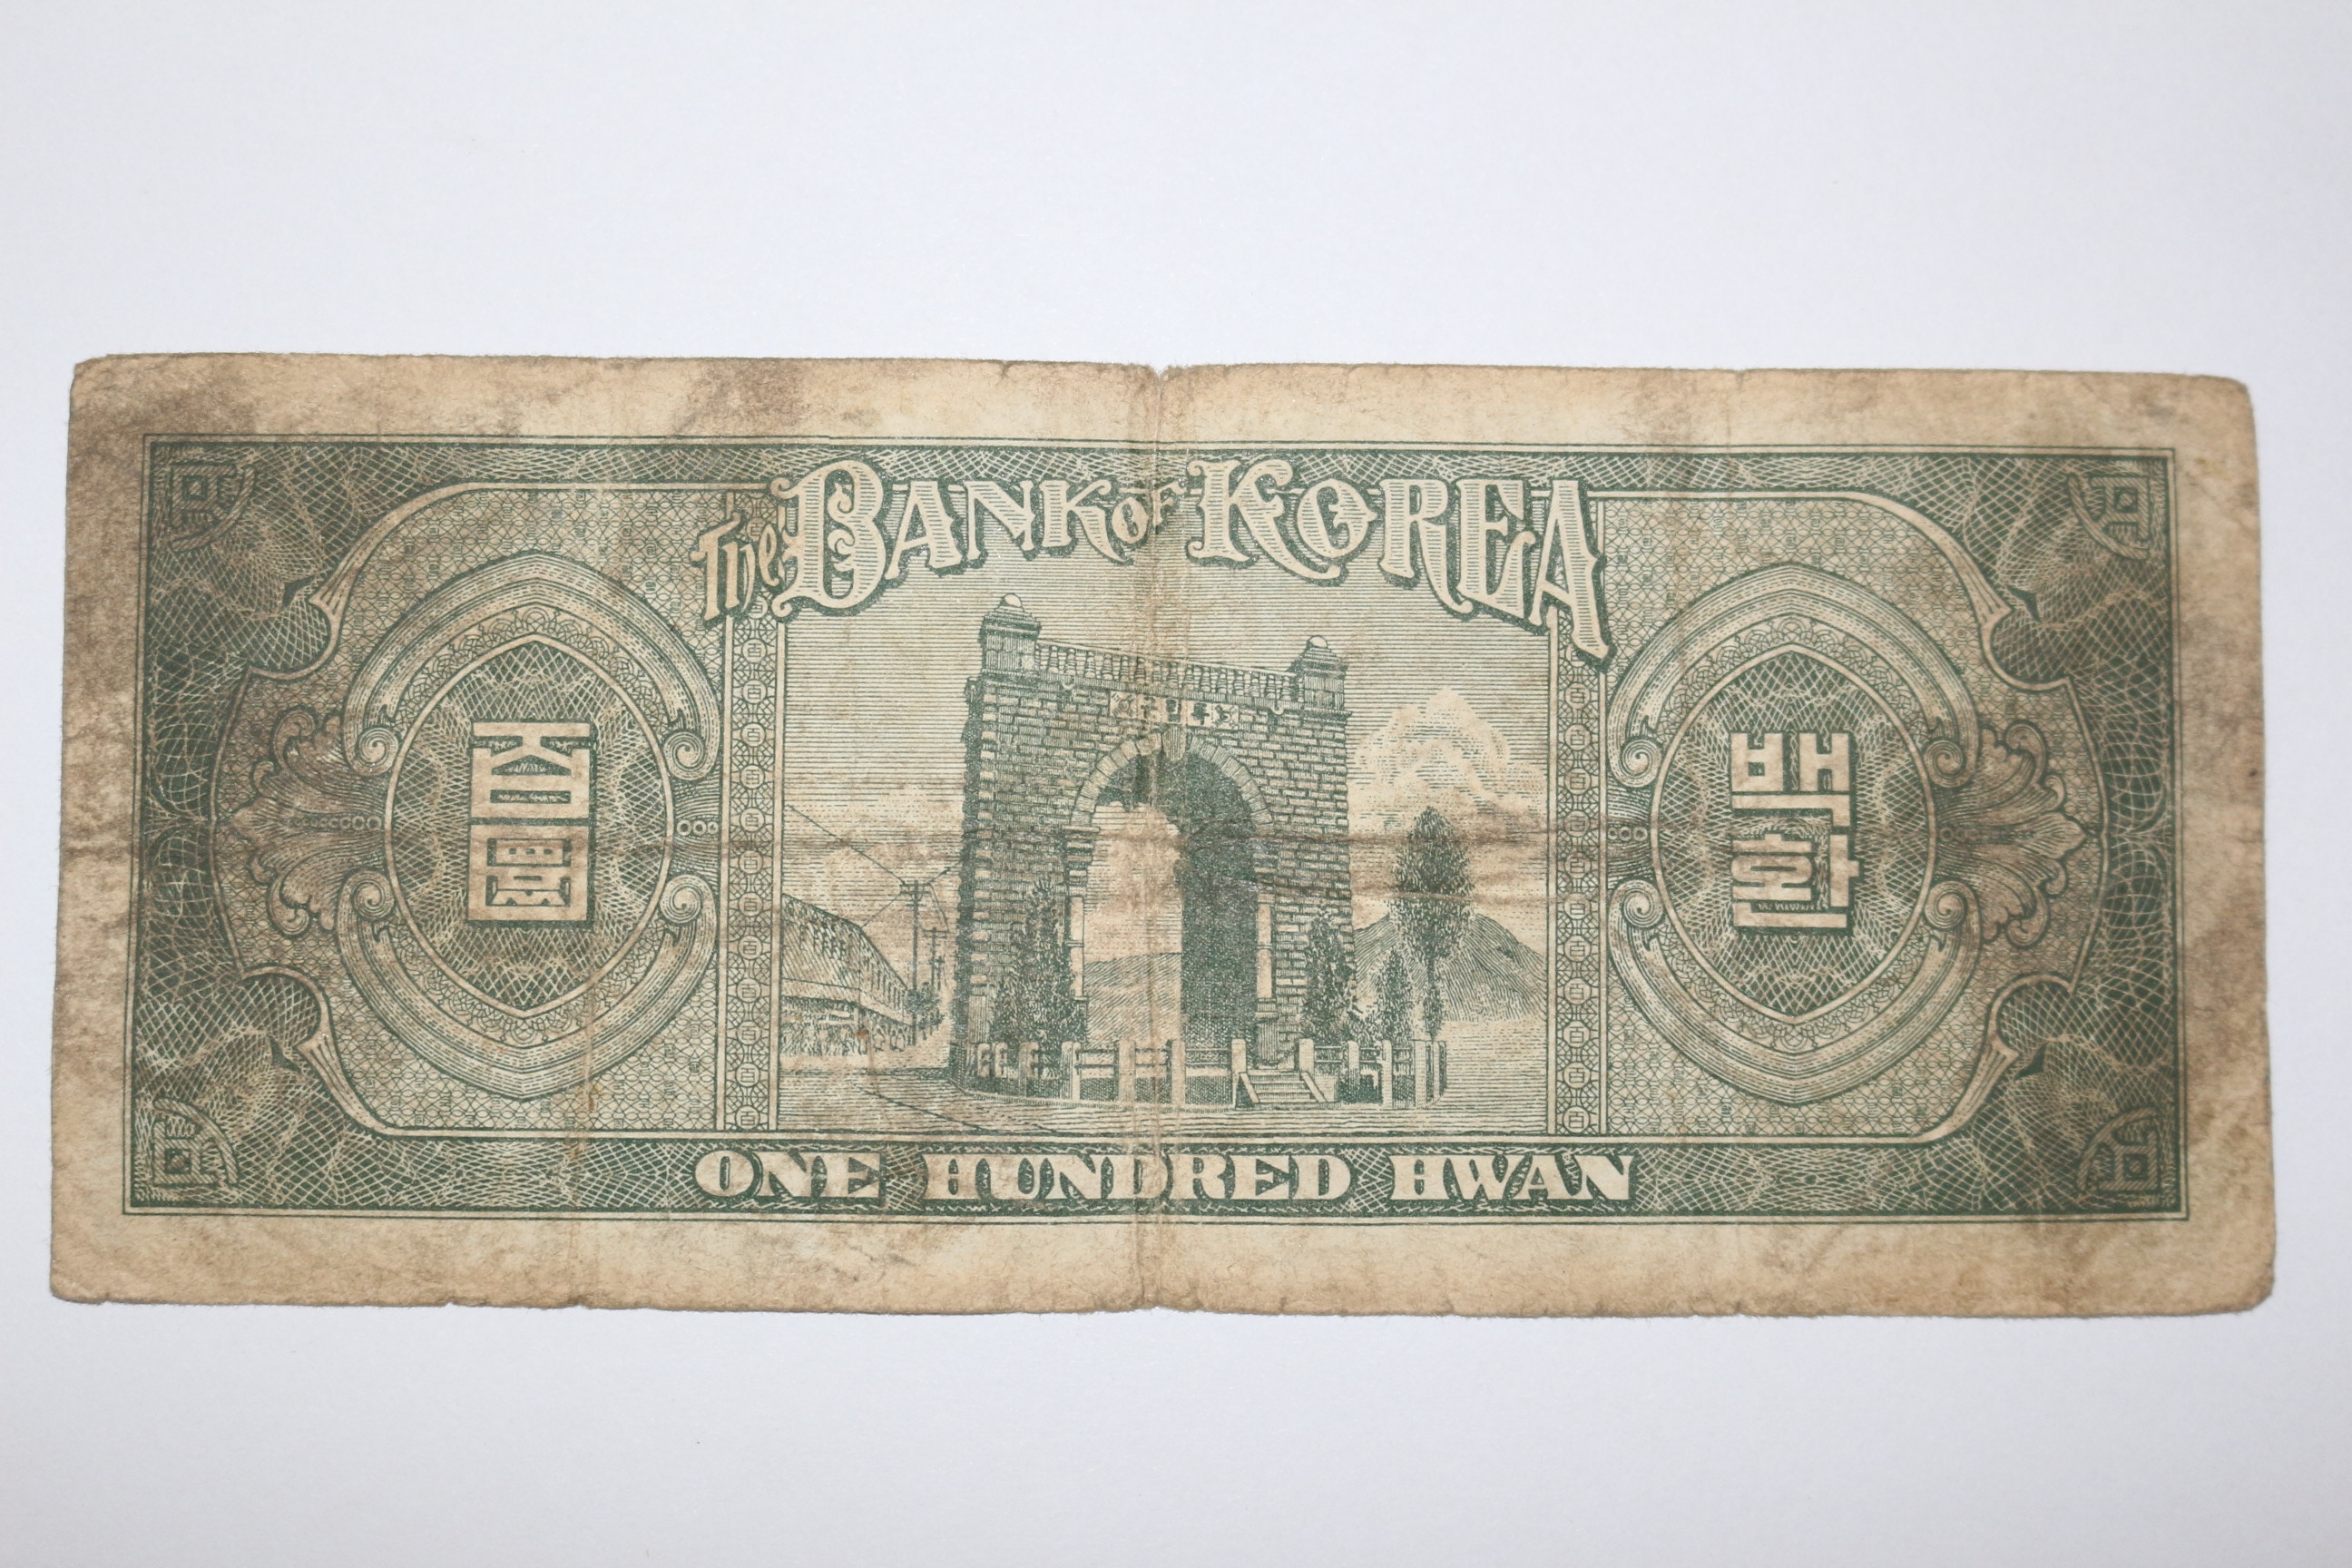 The BANK OF KOREA
百圜
백환
ONE HUNDRED HWAN